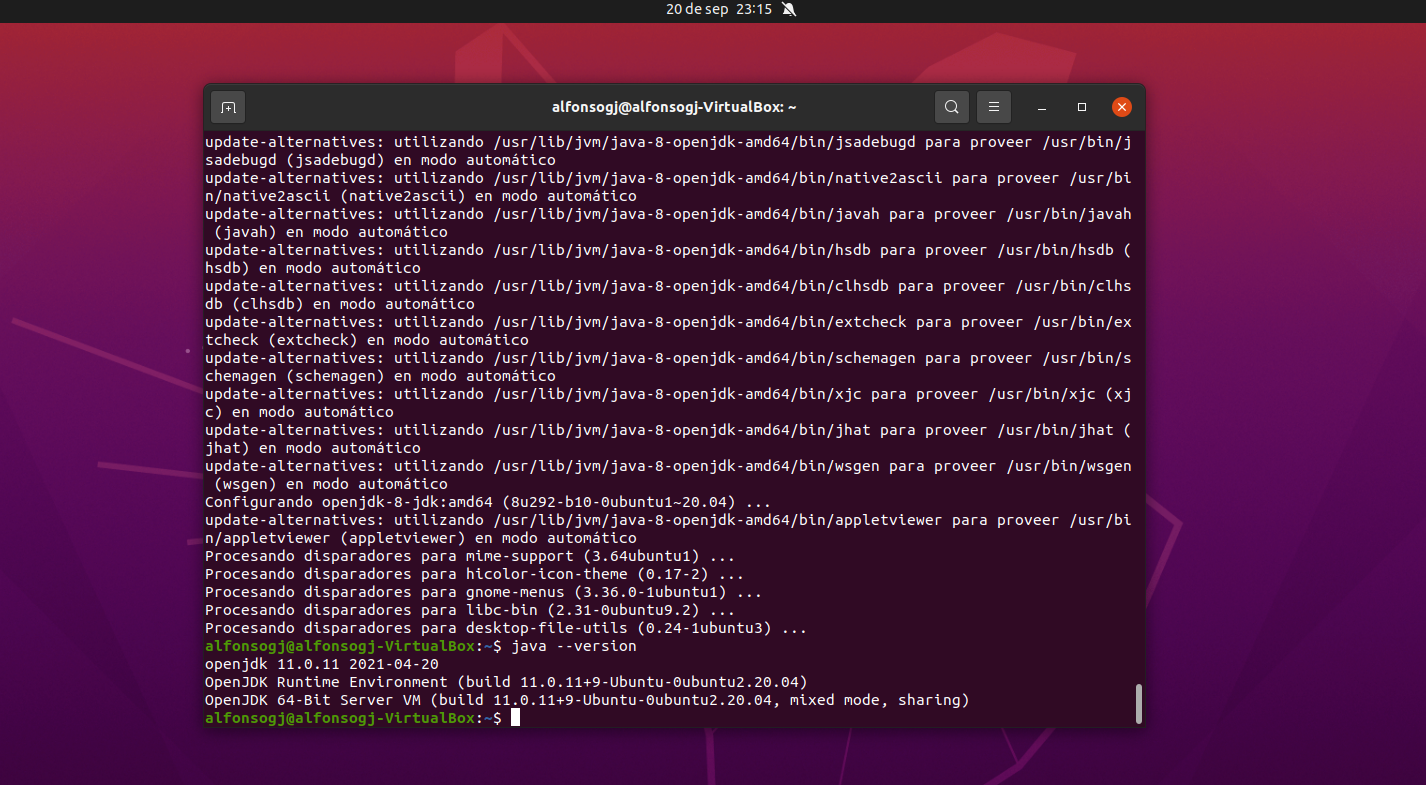 20 de sep 23:15
alfonsogj@alfonsogj-VirtualBox: ~
update-alternatives: utilizando /usr/lib/jvm/java-8-openjdk-amd64/bin/jsadebugd para proveer /usr/bin/j
sadebugd (jsadebugd) en modo automático
update-alternatives: utilizando /usr/lib/jvm/java-8-openjdk-amd64/bin/native2ascii para proveer /usr/bi
n/native2ascii (native2ascii) en modo automático
update-alternatives: utilizando /usr/lib/jvm/java-8-openjdk-amd64/bin/javah para proveer /usr/bin/javah
 (javah) en modo automático
update-alternatives: utilizando /usr/lib/jvm/java-8-openjdk-amd64/bin/hsdb para proveer /usr/bin/hsdb (
hsdb) en modo automático
update-alternatives: utilizando /usr/lib/jvm/java-8-openjdk-amd64/bin/clhsdb para proveer /usr/bin/clhs
db (clhsdb) en modo automático
update-alternatives: utilizando /usr/lib/jvm/java-8-openjdk-amd64/bin/extcheck para proveer /usr/bin/ex
tcheck (extcheck) en modo automático
update-alternatives: utilizando /usr/lib/jvm/java-8-openjdk-amd64/bin/schemagen para proveer /usr/bin/s
chemagen (schemagen) en modo automático
update-alternatives: utilizando /usr/lib/jvm/java-8-openjdk-amd64/bin/xjc para proveer /usr/bin/xjc (xj
c) en modo automático
update-alternatives: utilizando /usr/lib/jvm/java-8-openjdk-amd64/bin/jhat para proveer /usr/bin/jhat (
jhat) en modo automático
update-alternatives: utilizando /usr/lib/jvm/java-8-openjdk-amd64/bin/wsgen para proveer /usr/bin/wsgen
 (wsgen) en modo automático
Configurando openjdk-8-jdk:amd64 (8u292-b10-0ubuntu1~20.04) ...
update-alternatives: utilizando /usr/lib/jvm/java-8-openjdk-amd64/bin/appletviewer para proveer /usr/bi
n/appletviewer (appletviewer) en modo automático
Procesando disparadores para mime-support (3.64ubuntu1) ...
Procesando disparadores para hicolor-icon-theme (0.17-2) ...
Procesando disparadores para gnome-menus (3.36.0-1ubuntu1) ...
Procesando disparadores para libc-bin (2.31-0ubuntu9.2) ...
Procesando disparadores para desktop-file-utils (0.24-1ubuntu3) ...
alfonsogj@alfonsogj-VirtualBox:~$ java --version
openjdk 11.0.11 2021-04-20
OpenJDK Runtime Environment (build 11.0.11+9-Ubuntu-0ubuntu2.20.04)
OpenJDK 64-Bit Server VM (build 11.0.11+9-Ubuntu-0ubuntu2.20.04, mixed mode, sharing)
alfonsogj@alfonsogj-VirtualBox:~$